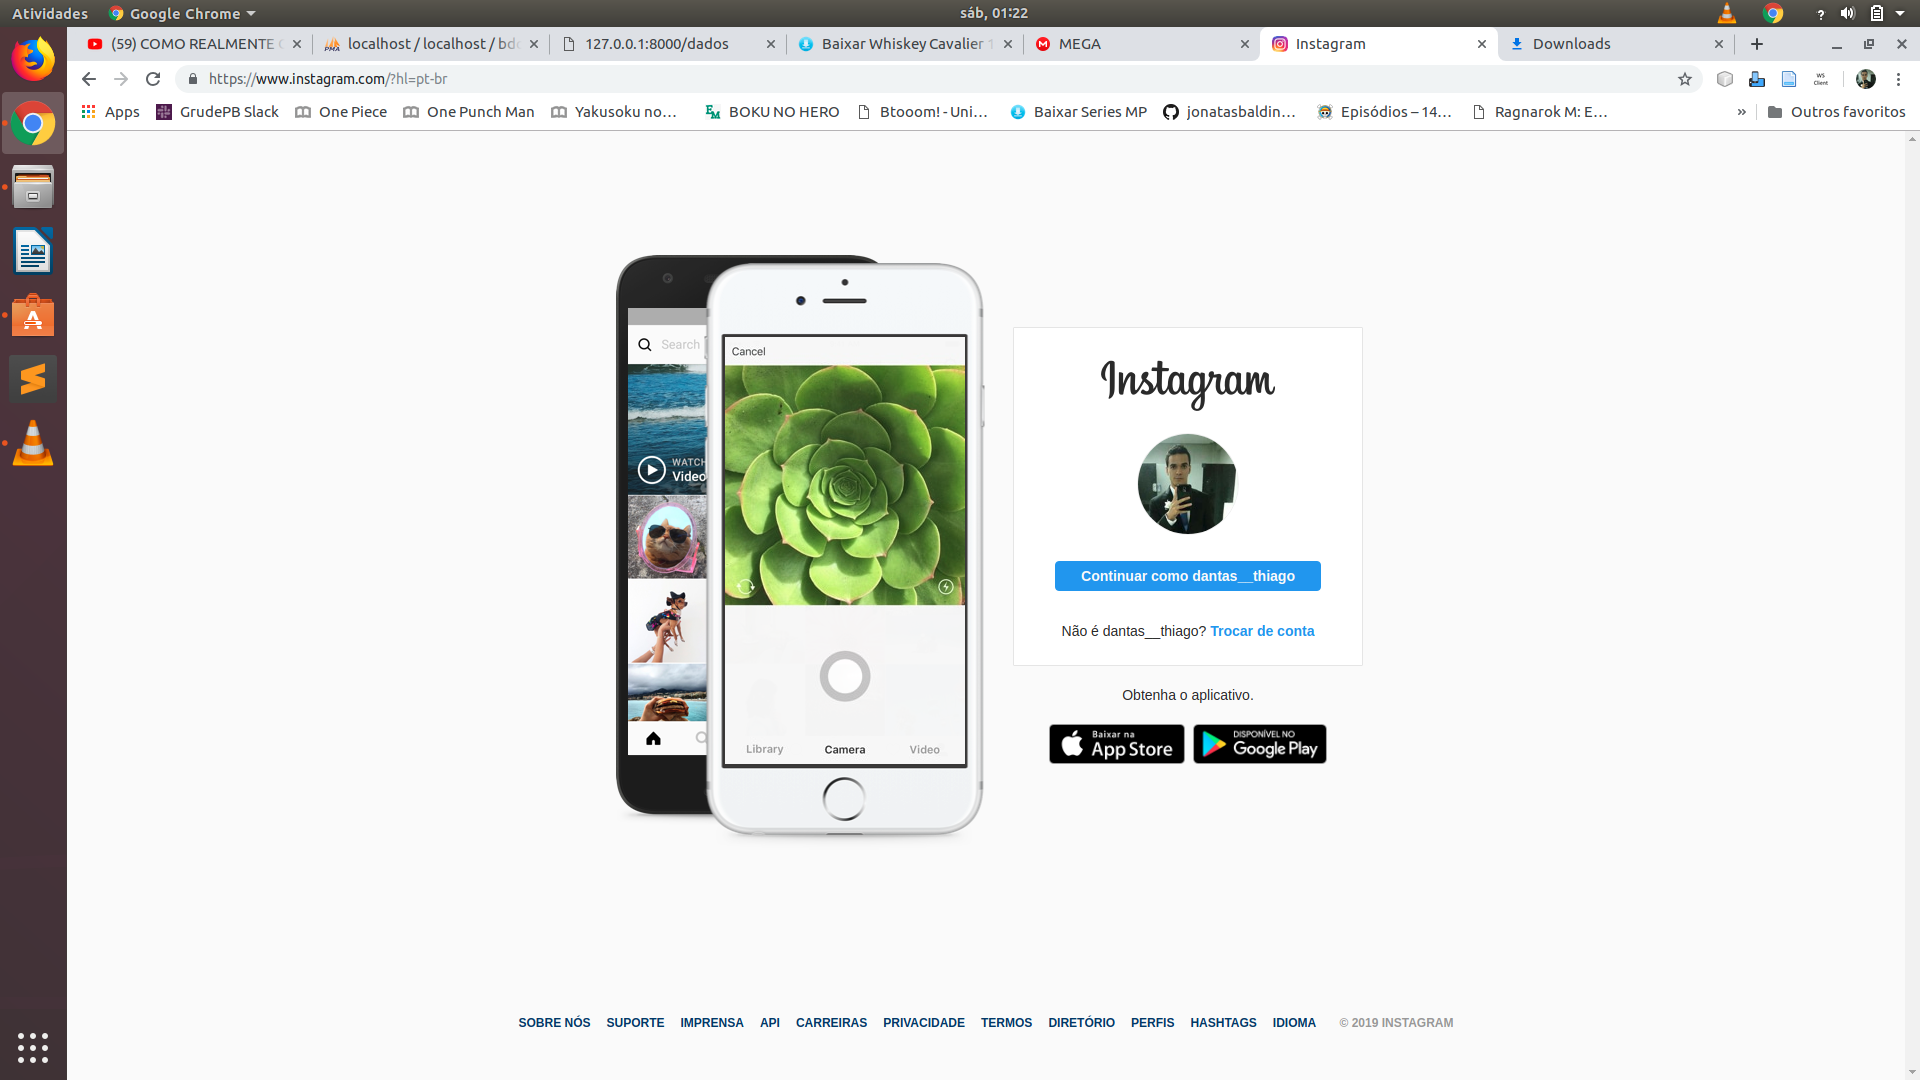 Atividades Google Chrome sáb, 01:22 ?
(59) COMO REALMENTE localhost / localhost / bd 127.0.0.1:8000/dados Baixar Whiskey Cavalier MEGA Instagram Downloads
https://www.instagram.com/?hl=pt-br WS Client
Apps GrudePB Slack One Piece One Punch Man Yakusoku no… BOKU NO HERO Btooom! - Uni… Baixar Series MP jonatasbaldin… Episódios – 14… Ragnarok M: E… » Outros favoritos
Search
Cancel
WATCH
Video
Library Camera Video
Instagram
Continuar como dantas__thiago
Não é dantas__thiago? Trocar de conta
Obtenha o aplicativo.
Baixar na
App Store
DISPONÍVEL NO
Google Play
SOBRE NÓS SUPORTE IMPRENSA API CARREIRAS PRIVACIDADE TERMOS DIRETÓRIO PERFIS HASHTAGS IDIOMA © 2019 INSTAGRAM